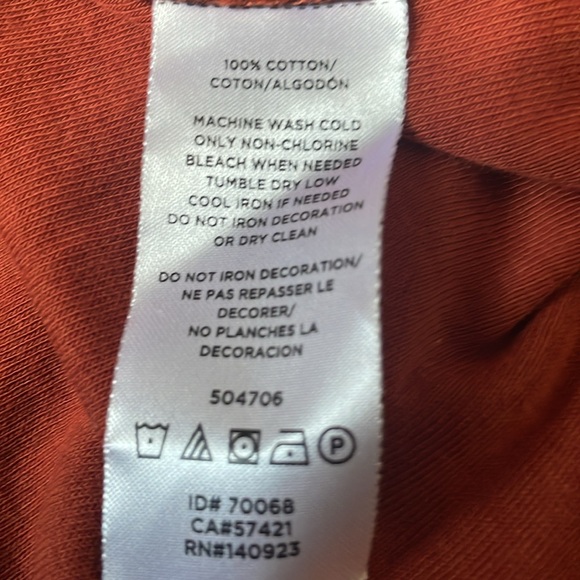 100% COTTON/
COTON/ALGODÓN
MACHINE WASH COLD
ONLY NON-CHLORINE
BLEACH WHEN NEEDED
TUMBLE DRY LOW
COOL IRON IF NEEDED
DO NOT IRON DECORATION
OR DRY CLEAN
DO NOT IRON DECORATION/
NE PAS REPASSER LE
DECORER/
NO PLANCHES LA
DECORACION
504706
P
ID# 70068
CA#57421
RN#140923